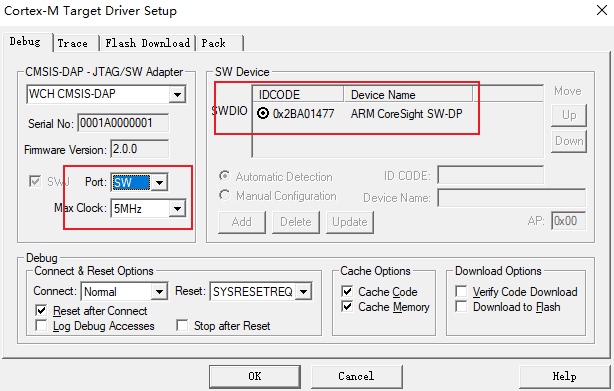 Cortex-M Target Driver Setup
Debug Trace Flash Download Pack
CMSIS-DAP - JTAG/SW Adapter
WCH CMSIS-DAP
Serial No: 0001A0000001
Firmware Version: 2.0.0
SWJ Port: SW
Max Clock: 5MHz
SW Device
IDCODE Device Name Move
SWDIO 0x2BA01477 ARM CoreSight SW-DP
Up
Down
Automatic Detection ID CODE:
Manual Configuration Device Name:
Add Delete Update AP: 0x00
Debug
Connect & Reset Options
Connect: Normal Reset: SYSRESETREQ
Reset after Connect
Log Debug Accesses Stop after Reset
Cache Options
Cache Code
Cache Memory
Download Options
Verify Code Download
Download to Flash
OK Cancel Help